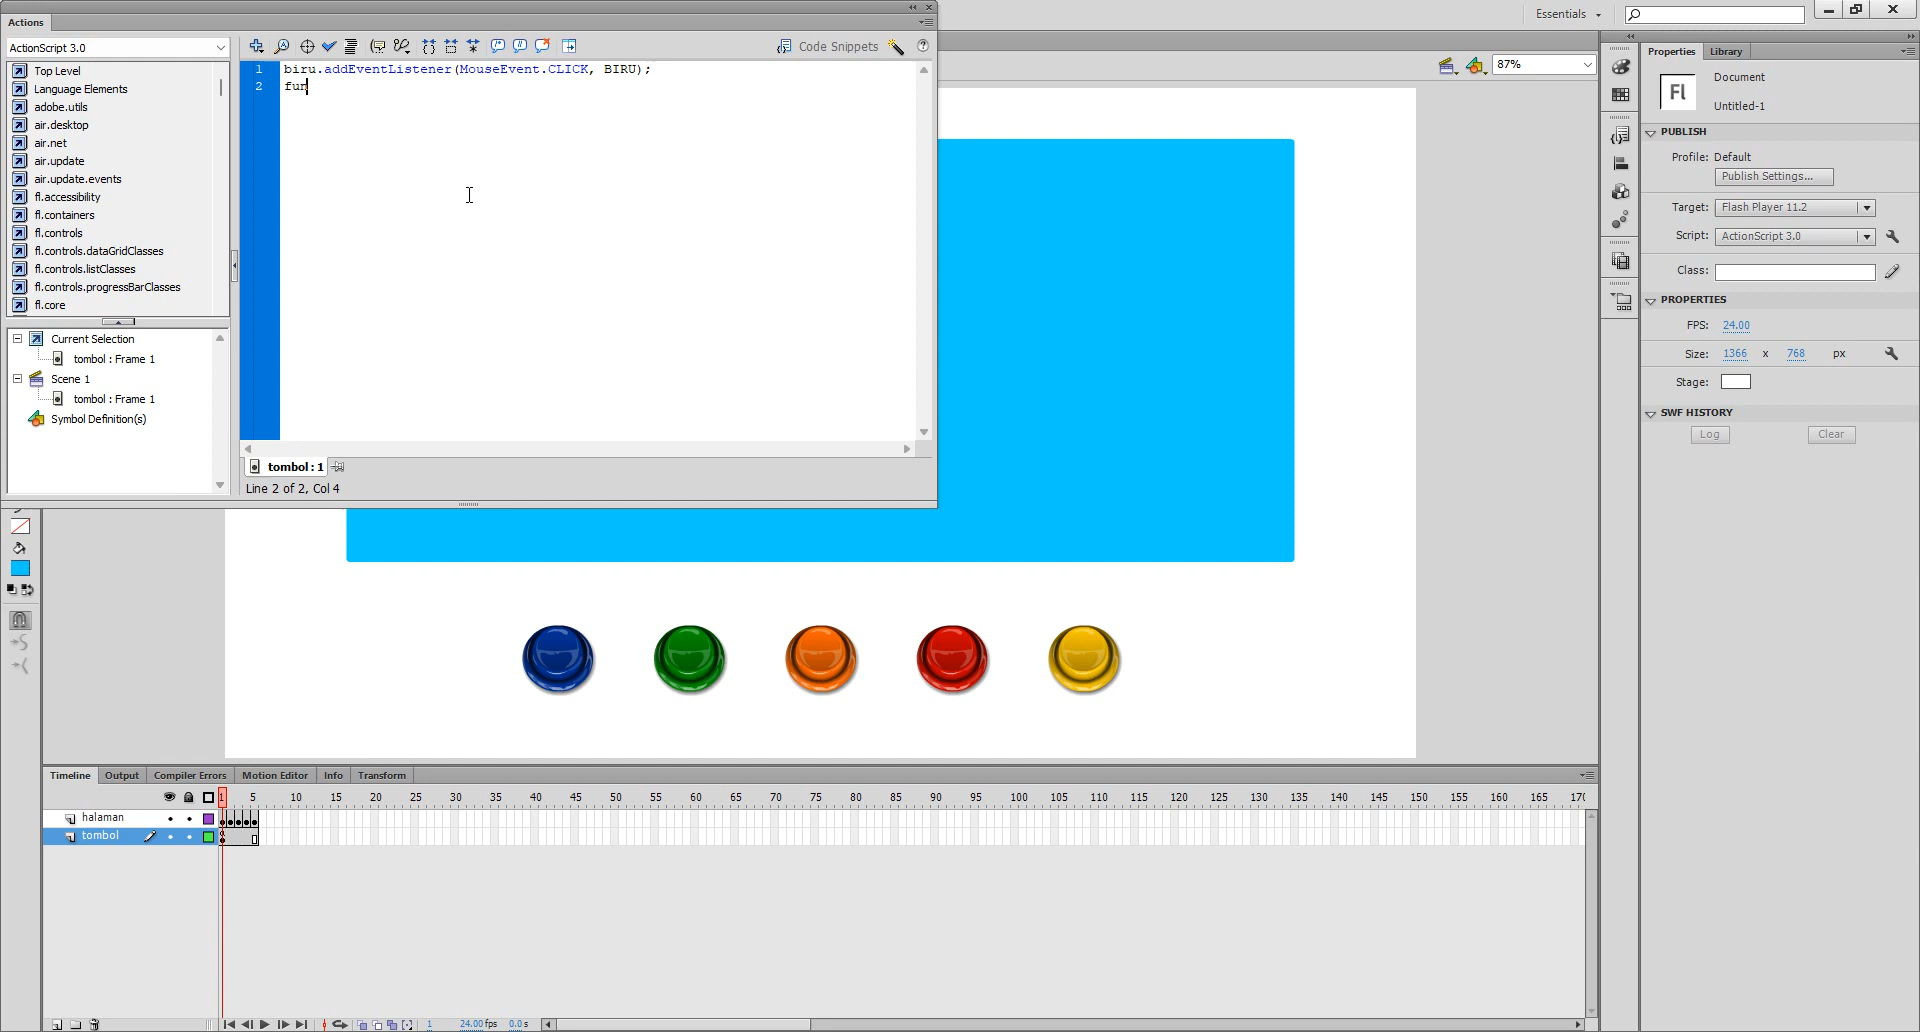 Essentials
Actions
ActionScript 3.0
Top Level
Language Elements
adobe.utils
air.desktop
air.net
air.update
air.update.events
fl.accessibility
fl.containers
fl.controls
fl.controls.dataGridClasses
fl.controls.listClasses
fl.controls.progressBarClasses
fl.core
Current Selection
tombol : Frame 1
Scene 1
tombol : Frame 1
Symbol Definition(s)
Code Snippets
1 biru.addEventListener(MouseEvent.CLICK, BIRU);
2 fun
tombol : 1
Line 2 of 2, Col 4
87%
Properties Library
Fl
Document
Untitled-1
PUBLISH
Profile: Default
Publish Settings...
Target: Flash Player 11.2
Script: ActionScript 3.0
Class:
PROPERTIES
FPS: 24.00
Size: 1366 x 768 px
Stage:
SWF HISTORY
Log Clear
Timeline Output Compiler Errors Motion Editor Info Transform
1 5 10 15 20 25 30 35 40 45 50 55 60 65 70 75 80 85 90 95 100 105 110 115 120 125 130 135 140 145 150 155 160 165 170
halaman
tombol
1 24.00 fps 0.0 s